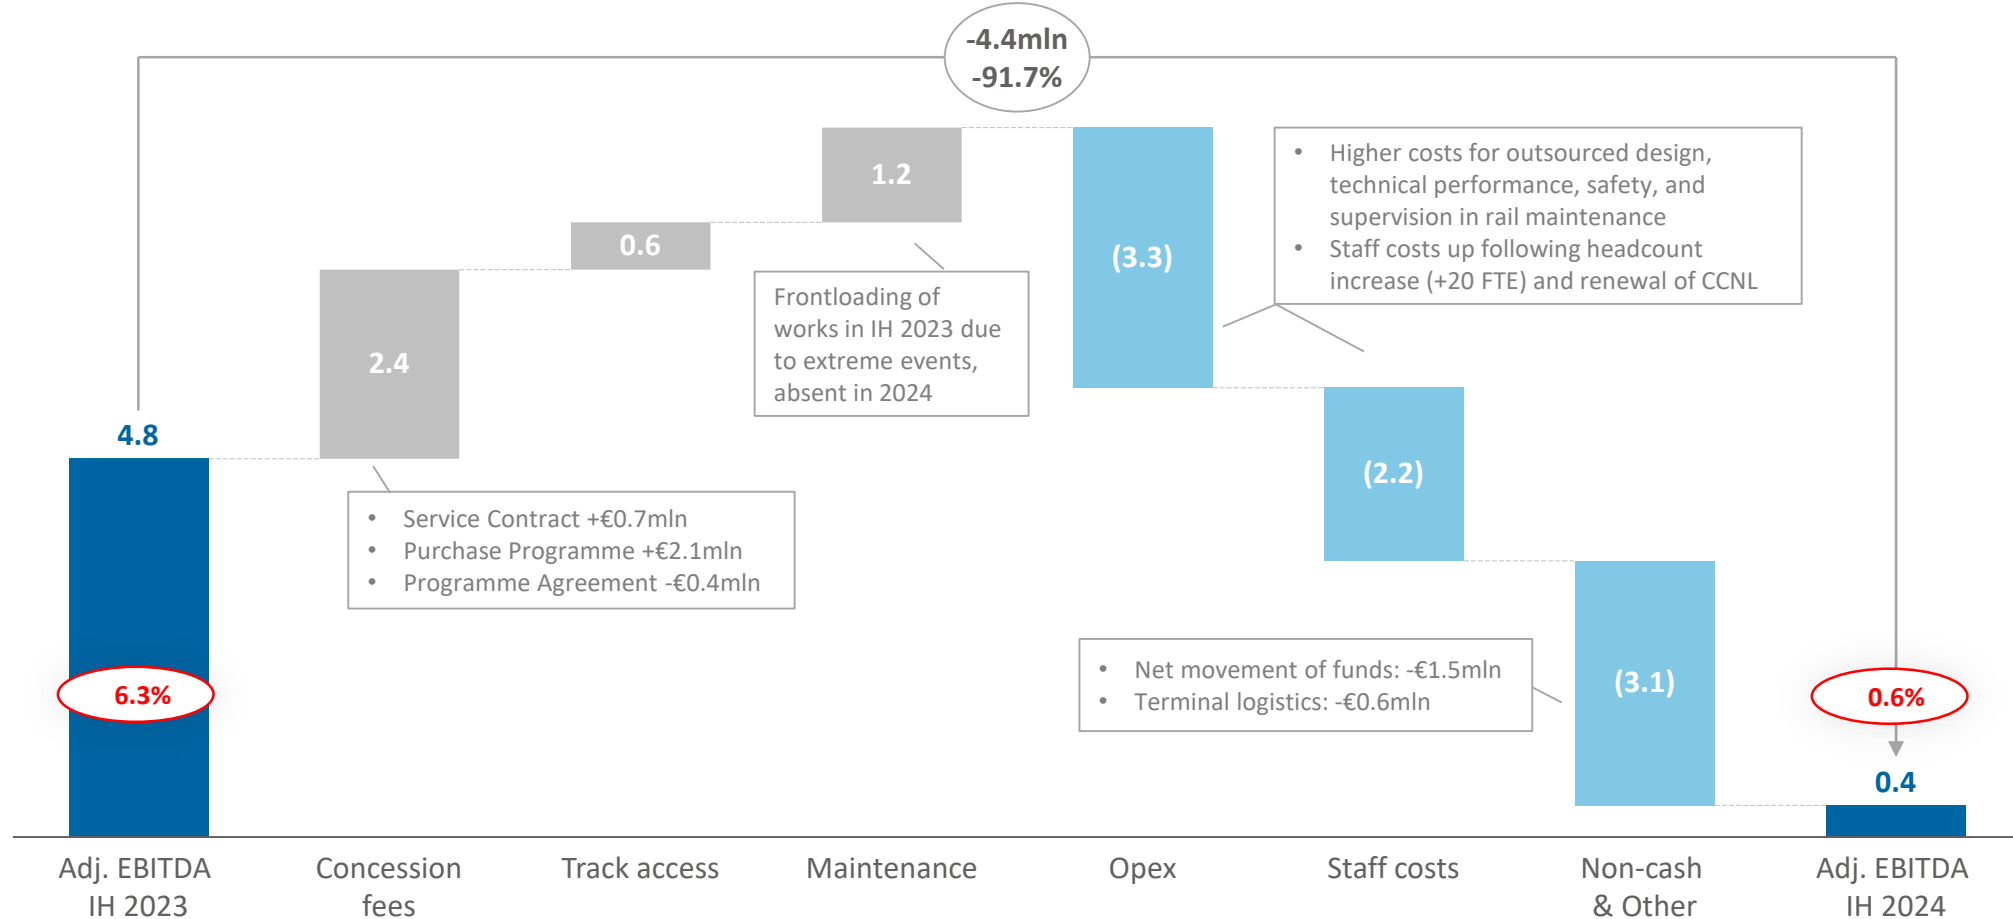 -4.4mln
-91.7%
1.2
0.6
2.4
4.8
6.3%
(3.3)
(2.2)
(3.1)
0.6%
0.4
• Higher costs for outsourced design,
technical performance, safety, and
supervision in rail maintenance
• Staff costs up following headcount
increase (+20 FTE) and renewal of CCNL
Frontloading of
works in IH 2023 due
to extreme events,
absent in 2024
• Service Contract +€0.7mln
• Purchase Programme +€2.1mln
• Programme Agreement -€0.4mln
• Net movement of funds: -€1.5mln
• Terminal logistics: -€0.6mln
Adj. EBITDA
IH 2023
Concession
fees
Track access
Maintenance
Opex
Staff costs
Non-cash
& Other
Adj. EBITDA
IH 2024